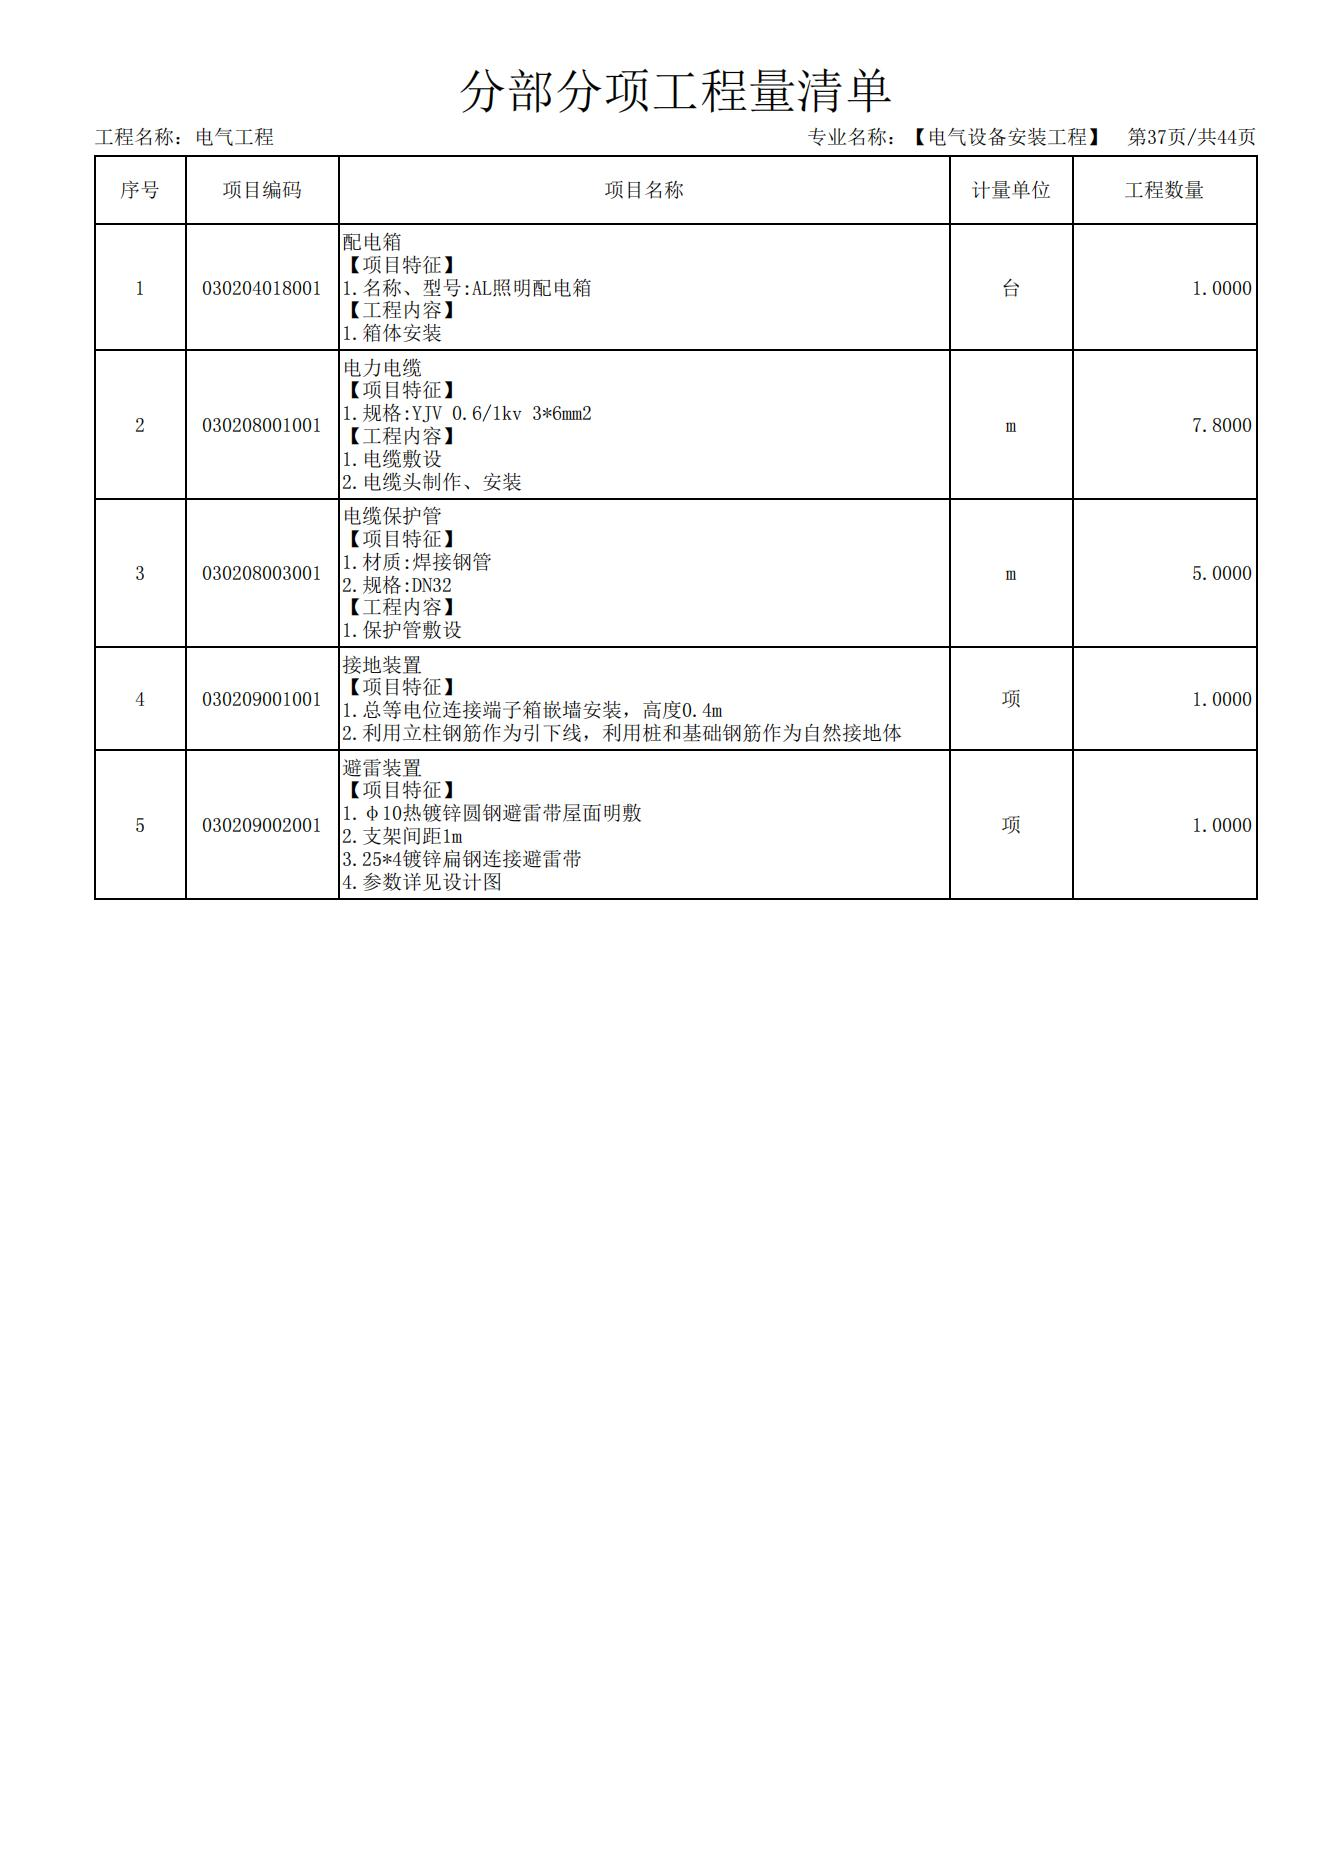 分部分项工程量清单
工程名称：电气工程 专业名称：【电气设备安装工程】 第37页/共44页
序号 项目编码 项目名称 计量单位 工程数量
1 030204018001 配电箱
【项目特征】
1.名称、型号:AL照明配电箱
【工程内容】
1.箱体安装 台 1.0000
2 030208001001 电力电缆
【项目特征】
1.规格:YJV 0.6/1kv 3*6mm2
【工程内容】
1.电缆敷设
2.电缆头制作、安装 m 7.8000
3 030208003001 电缆保护管
【项目特征】
1.材质:焊接钢管
2.规格:DN32
【工程内容】
1.保护管敷设 m 5.0000
4 030209001001 接地装置
【项目特征】
1.总等电位连接端子箱嵌墙安装，高度0.4m
2.利用立柱钢筋作为引下线，利用桩和基础钢筋作为自然接地体 项 1.0000
5 030209002001 避雷装置
【项目特征】
1.φ10热镀锌圆钢避雷带屋面明敷
2.支架间距1m
3.25*4镀锌扁钢连接避雷带
4.参数详见设计图 项 1.0000